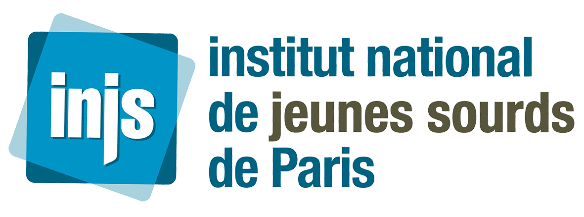 injs
institut national
de jeunes sourds
de Paris